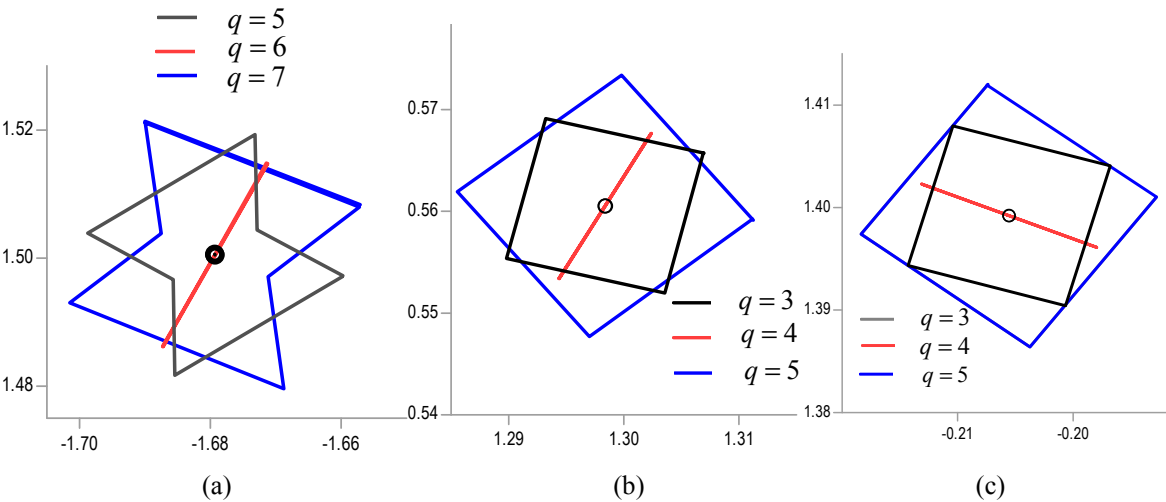 q = 5
q = 6
q = 7
1.52
1.50
1.48
-1.70
-1.68
-1.66
(a)
0.57
0.56
0.55
0.54
1.29
1.30
1.31
q = 3
q = 4
q = 5
(b)
1.41
1.40
1.39
1.38
-0.21
-0.20
q = 3
q = 4
q = 5
(c)